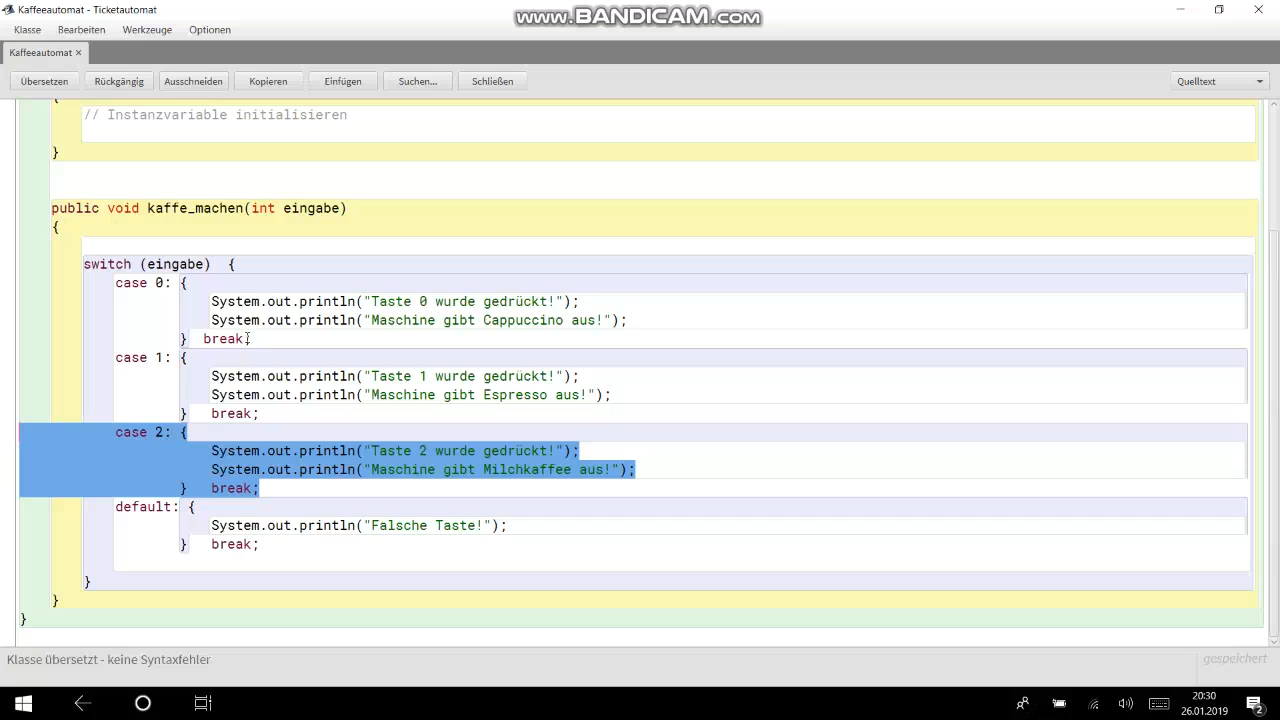 Kaffeeautomat - Ticketautomat
www.BANDICAM.com
Klasse Bearbeiten Werkzeuge Optionen
Kaffeeautomat ×
Übersetzen Rückgängig Ausschneiden Kopieren Einfügen Suchen... Schließen Quelltext
{
// Instanzvariable initialisieren
}
public void kaffe_machen(int eingabe)
{
switch (eingabe) {
case 0: {
System.out.println("Taste 0 wurde gedrückt!");
System.out.println("Maschine gibt Cappuccino aus!");
} break;
case 1: {
System.out.println("Taste 1 wurde gedrückt!");
System.out.println("Maschine gibt Espresso aus!");
} break;
case 2: {
System.out.println("Taste 2 wurde gedrückt!");
System.out.println("Maschine gibt Milchkaffee aus!");
} break;
default: {
System.out.println("Falsche Taste!");
} break;
}
}
}
Klasse übersetzt - keine Syntaxfehler
gespeichert
20:30
26.01.2019
2